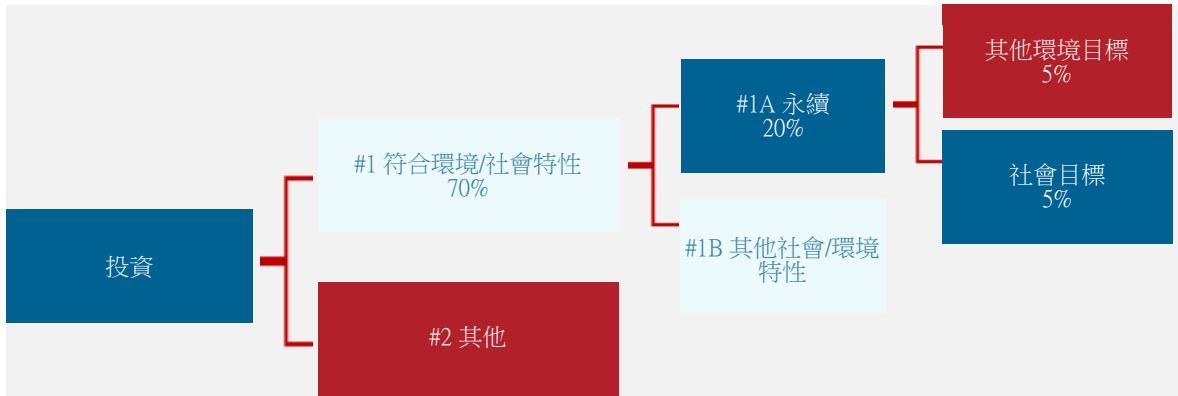 投資
#1 符合環境/社會特性
70%
#2 其他
#1A 永續
20%
#1B 其他社會/環境
特性
其他環境目標
5%
社會目標
5%